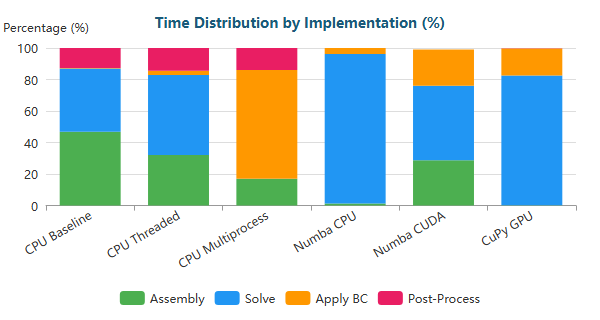 Time Distribution by Implementation (%)
Percentage (%)
100
80
60
40
20
0
CPU Baseline
CPU Threaded
CPU Multiprocess
Numba CPU
Numba CUDA
CuPy GPU
Assembly Solve Apply BC Post-Process